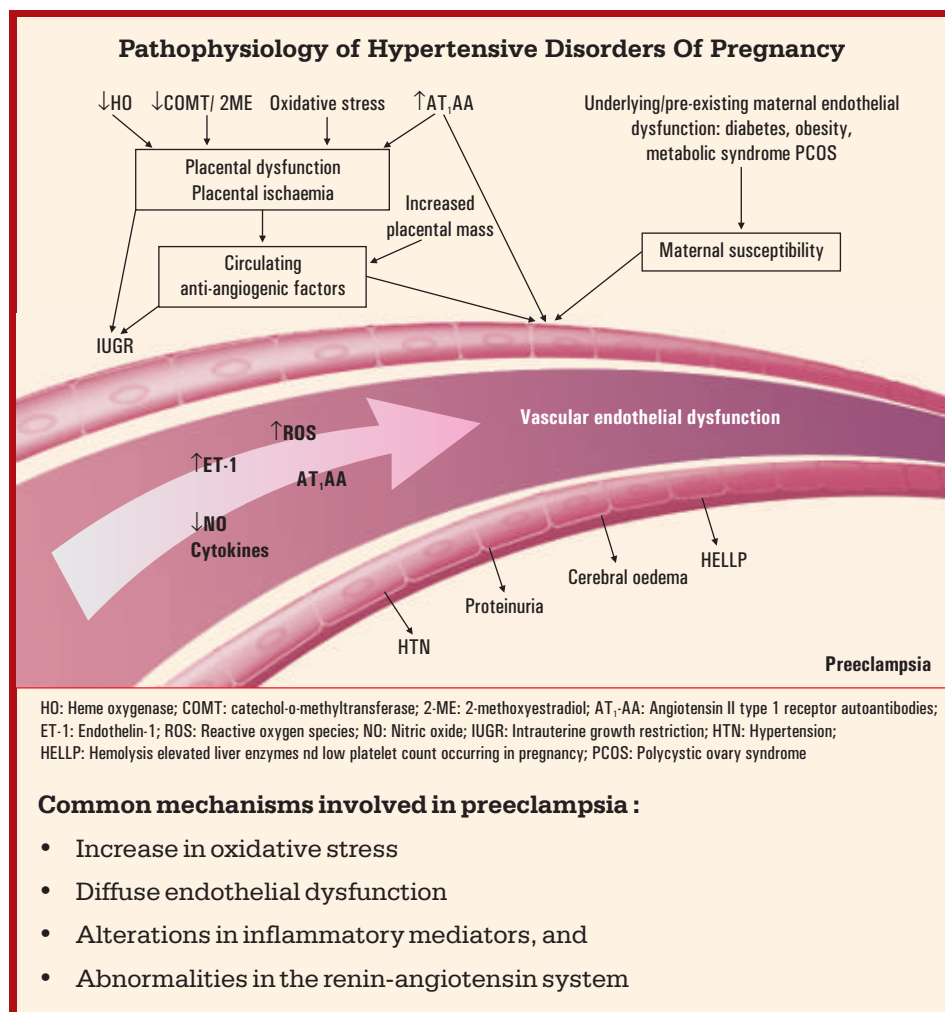 Pathophysiology of Hypertensive Disorders Of Pregnancy
↓HO
↓COMT/ 2ME
Oxidative stress
↑AT₁AA
Underlying/pre-existing maternal endothelial
dysfunction: diabetes, obesity,
metabolic syndrome PCOS
Placental dysfunction
Placental ischaemia
Increased
placental mass
Maternal susceptibility
Circulating
anti-angiogenic factors
IUGR
Vascular endothelial dysfunction
↑ROS
↑ET-1
AT₁AA
↓NO
Cytokines
HELLP
Cerebral oedema
Proteinuria
HTN
Preeclampsia
HO: Heme oxygenase; COMT: catechol-o-methyltransferase; 2-ME: 2-methoxyestradiol; AT₁-AA: Angiotensin II type 1 receptor autoantibodies;
ET-1: Endothelin-1; ROS: Reactive oxygen species; NO: Nitric oxide; IUGR: Intrauterine growth restriction; HTN: Hypertension;
HELLP: Hemolysis elevated liver enzymes nd low platelet count occurring in pregnancy; PCOS: Polycystic ovary syndrome
Common mechanisms involved in preeclampsia :
• Increase in oxidative stress
• Diffuse endothelial dysfunction
• Alterations in inflammatory mediators, and
• Abnormalities in the renin-angiotensin system